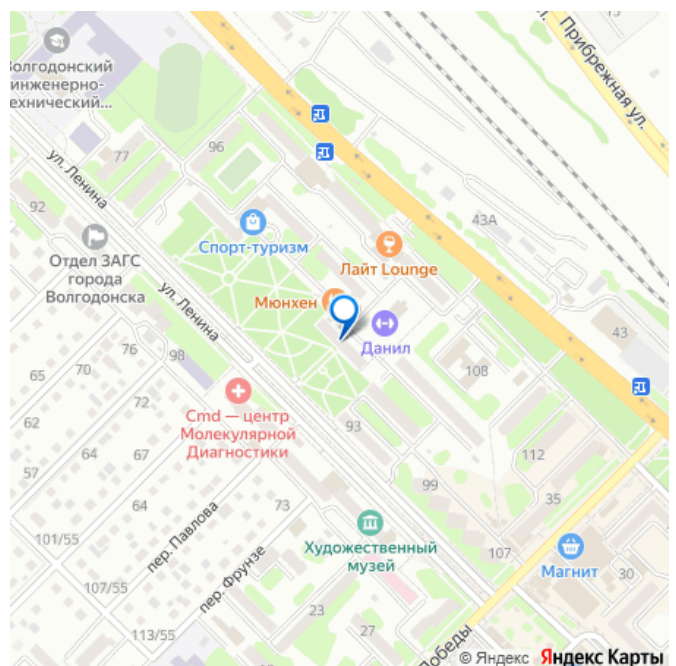 Прибрежная ул.
13
Волгодонский
инженерно-
технический...
77
96
ул. Ленина
92
Отдел ЗАГС
города
Волгодонска
Спорт-туризм
43А
Лайт Lounge
Мюнхен
ул. Ленина
Данил
43
76
98
70
65
108
72
62
Cmd — центр
Молекулярной
Диагностики
93
64
67
57
112
99
35
64
73
101/55
пер. Павлова
Художественный
музей
107
Магнит
30
107/55
пер. Фрунзе
23
27
113/55
Победы
© Яндекс Яндекс Карты